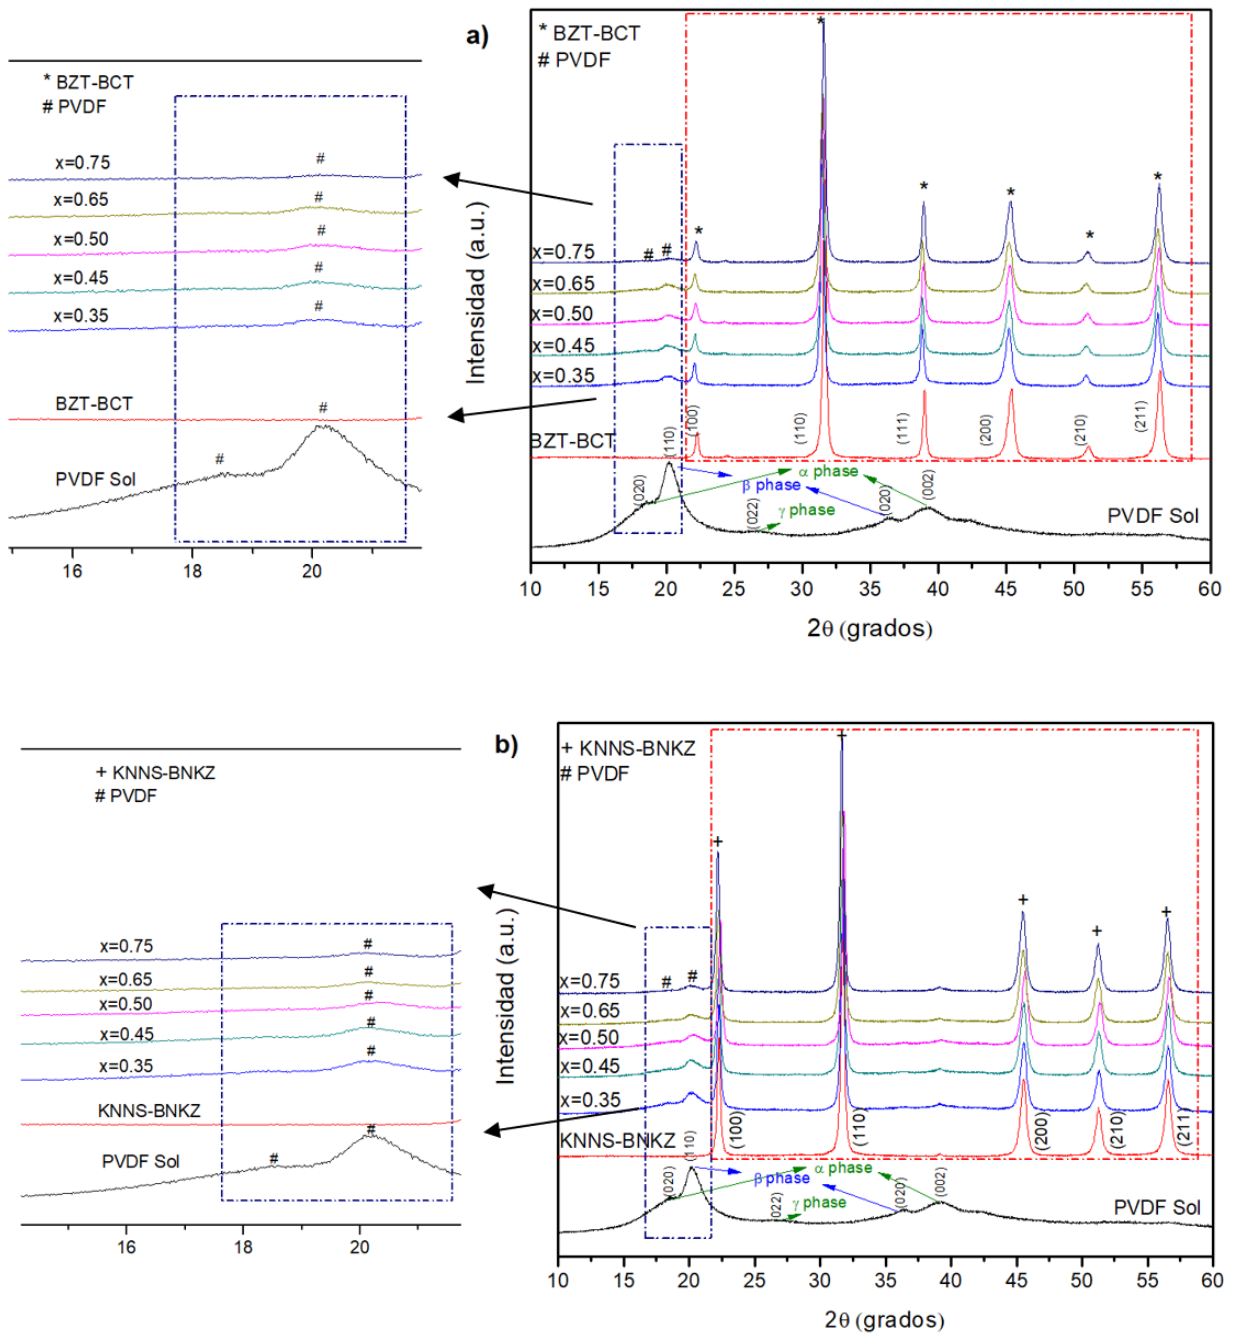 a)
* BZT-BCT
# PVDF
# 
x=0.75
#
x=0.65
#
x=0.50
#
x=0.45
#
x=0.35
BZT-BCT
#
#
PVDF Sol
16
18
20
* BZT-BCT
# PVDF
*
*
*
*
*
*
Intensidad (a.u.)
x=0.75
# #
x=0.65
x=0.50
x=0.45
x=0.35
BZT-BCT
(100)
(110)
(111)
(200)
(210)
(211)
(020)
(110)
(022)
(020)
(002)
α phase
β phase
γ phase
PVDF Sol
10 15 20 25 30 35 40 45 50 55 60
2θ (grados)
b)
+ KNNS-BNKZ
# PVDF
#
x=0.75
#
x=0.65
#
x=0.50
#
x=0.45
#
x=0.35
KNNS-BNKZ
#
#
PVDF Sol
16
18
20
+ KNNS-BNKZ
# PVDF
+
+
+
+
+
Intensidad (a.u.)
x=0.75
# #
x=0.65
x=0.50
x=0.45
x=0.35
KNNS-BNKZ
(100)
(110)
(200)
(210)
(211)
(020)
(110)
(022)
(020)
(002)
α phase
β phase
γ phase
PVDF Sol
10 15 20 25 30 35 40 45 50 55 60
2θ (grados)